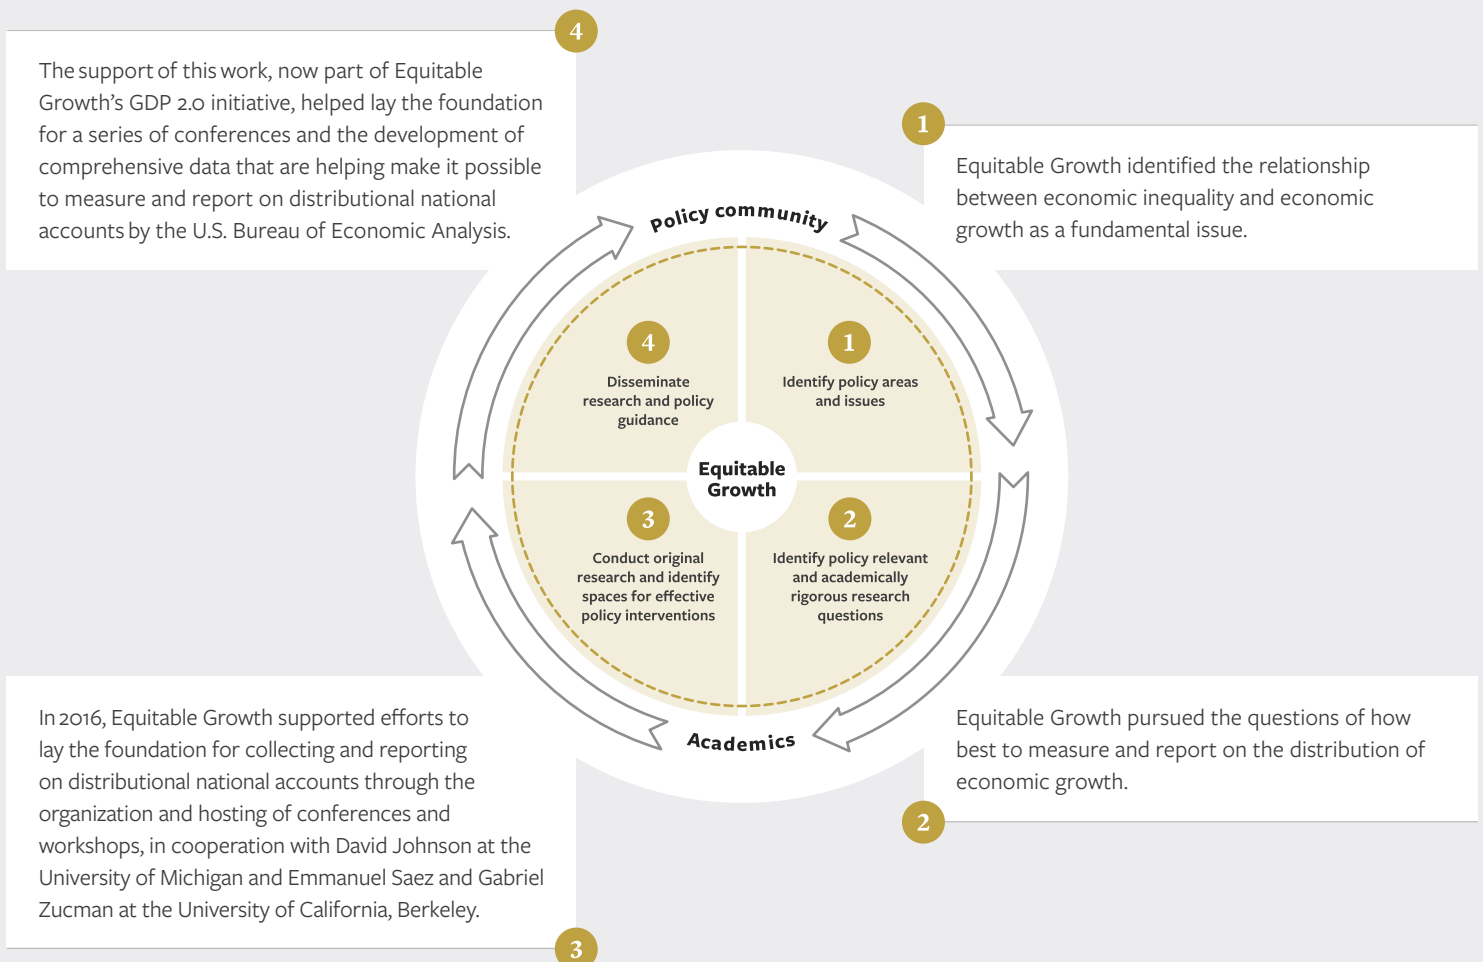 4
The support of this work, now part of Equitable
Growth's GDP 2.0 initiative, helped lay the foundation
for a series of conferences and the development of
comprehensive data that are helping make it possible
to measure and report on distributional national
accounts by the U.S. Bureau of Economic Analysis.
1
Equitable Growth identified the relationship
between economic inequality and economic
growth as a fundamental issue.
Policy community
4
Disseminate
research and policy
guidance
1
Identify policy areas
and issues
Equitable
Growth
3
Conduct original
research and identify
spaces for effective
policy interventions
2
Identify policy relevant
and academically
rigorous research
questions
Academics
In 2016, Equitable Growth supported efforts to
lay the foundation for collecting and reporting
on distributional national accounts through the
organization and hosting of conferences and
workshops, in cooperation with David Johnson at the
University of Michigan and Emmanuel Saez and Gabriel
Zucman at the University of California, Berkeley.
3
Equitable Growth pursued the questions of how
best to measure and report on the distribution of
economic growth.
2